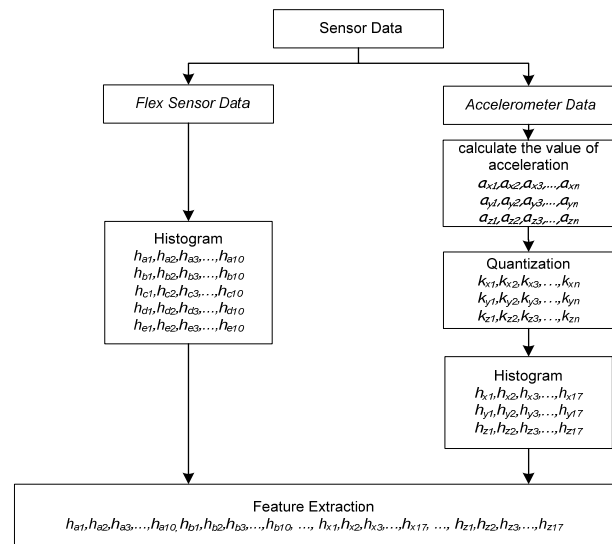 Sensor Data
Flex Sensor Data
Accelerometer Data
calculate the value of
acceleration
ax1,ax2,ax3,...,axn
ay1,ay2,ay3,...,ayn
az1,az2,az3,...,azn
Histogram
ha1,ha2,ha3,...,ha10
hb1,hb2,hb3,...,hb10
hc1,hc2,hc3,...,hc10
hd1,hd2,hd3,...,hd10
he1,he2,he3,...,he10
Quantization
kx1,kx2,kx3,...,kxn
ky1,ky2,ky3,...,kyn
kz1,kz2,kz3,...,kzn
Histogram
hx1,hx2,hx3,...,hx17
hy1,hy2,hy3,...,hy17
hz1,hz2,hz3,...,hz17
Feature Extraction
ha1,ha2,ha3,...,ha10,hb1,hb2,hb3,...,hb10, ..., hx1,hx2,hx3,...,hx17, ..., hz1,hz2,hz3,...,hz17